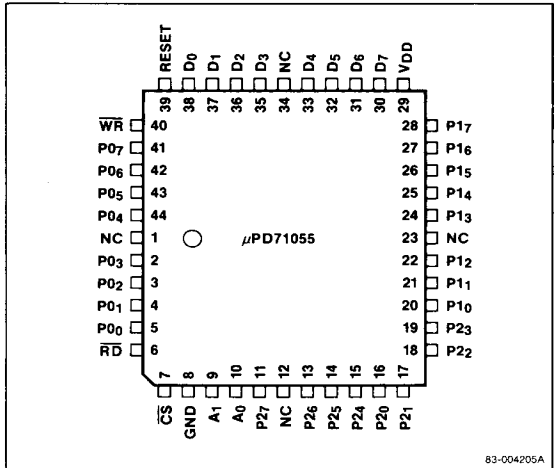 RESET D0 D1 D2 D3 NC D4 D5 D6 D7 VDD
39 38 37 36 35 34 33 32 31 30 29
W̅R̅ 40 28 P17
P07 41 27 P16
P06 42 26 P15
P05 43 25 P14
P04 44 24 P13
NC 1 μPD71055 23 NC
P03 2 22 P12
P02 3 21 P11
P01 4 20 P10
P00 5 19 P23
R̅D̅ 6 18 P22
7 8 9 10 11 12 13 14 15 16 17
C̅S̅ GND A1 A0 P27 NC P26 P25 P24 P20 P21
83-004205A